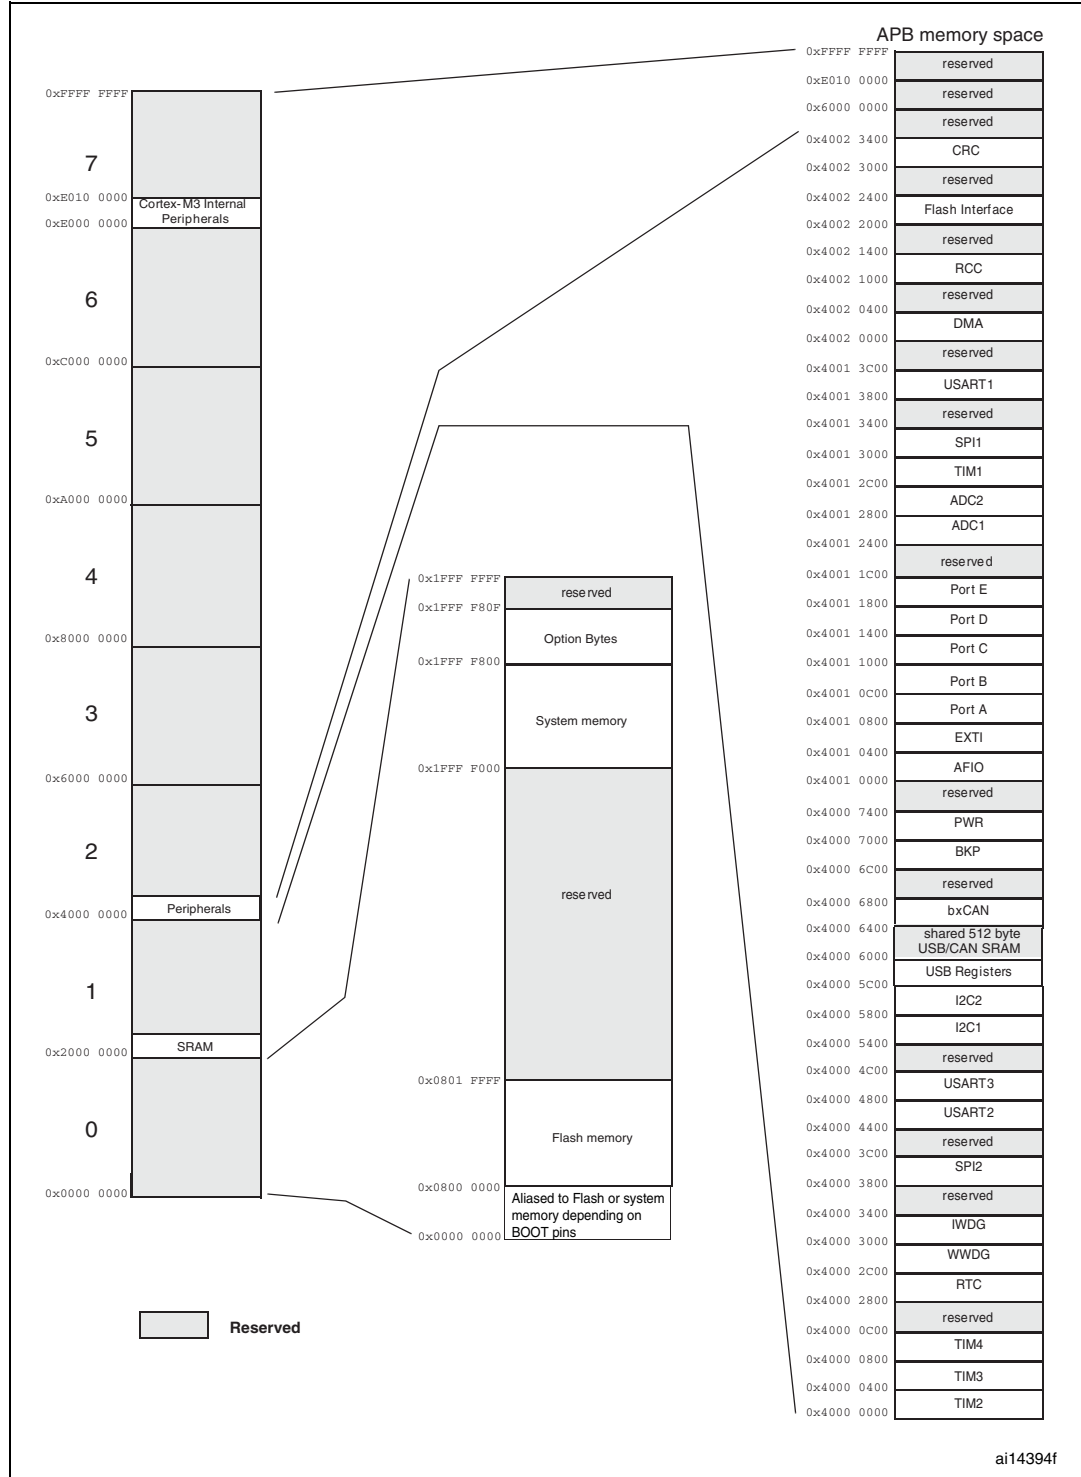 APB memory space
0xFFFF FFFF
7
0xE010 0000
Cortex-M3 Internal
Peripherals
0xE000 0000
6
0xC000 0000
5
0xA000 0000
4
0x8000 0000
3
0x6000 0000
2
Peripherals
0x4000 0000
1
SRAM
0x2000 0000
0
0x0000 0000
Reserved
0x1FFF FFFF
reserved
0x1FFF F80F
Option Bytes
0x1FFF F800
System memory
0x1FFF F000
reserved
0x0801 FFFF
Flash memory
0x0800 0000
Aliased to Flash or system
memory depending on
BOOT pins
0x0000 0000
0xFFFF FFFF
reserved
0xE010 0000
reserved
0x6000 0000
reserved
0x4002 3400
CRC
0x4002 3000
reserved
0x4002 2400
Flash Interface
0x4002 2000
reserved
0x4002 1400
RCC
0x4002 1000
reserved
0x4002 0400
DMA
0x4002 0000
reserved
0x4001 3C00
USART1
0x4001 3800
reserved
0x4001 3400
SPI1
0x4001 3000
TIM1
0x4001 2C00
ADC2
0x4001 2800
ADC1
0x4001 2400
reserved
0x4001 1C00
Port E
0x4001 1800
Port D
0x4001 1400
Port C
0x4001 1000
Port B
0x4001 0C00
Port A
0x4001 0800
EXTI
0x4001 0400
AFIO
0x4001 0000
reserved
0x4000 7400
PWR
0x4000 7000
BKP
0x4000 6C00
reserved
0x4000 6800
bxCAN
0x4000 6400
shared 512 byte
USB/CAN SRAM
0x4000 6000
USB Registers
0x4000 5C00
I2C2
0x4000 5800
I2C1
0x4000 5400
reserved
0x4000 4C00
USART3
0x4000 4800
USART2
0x4000 4400
reserved
0x4000 3C00
SPI2
0x4000 3800
reserved
0x4000 3400
IWDG
0x4000 3000
WWDG
0x4000 2C00
RTC
0x4000 2800
reserved
0x4000 0C00
TIM4
0x4000 0800
TIM3
0x4000 0400
TIM2
0x4000 0000
ai14394f